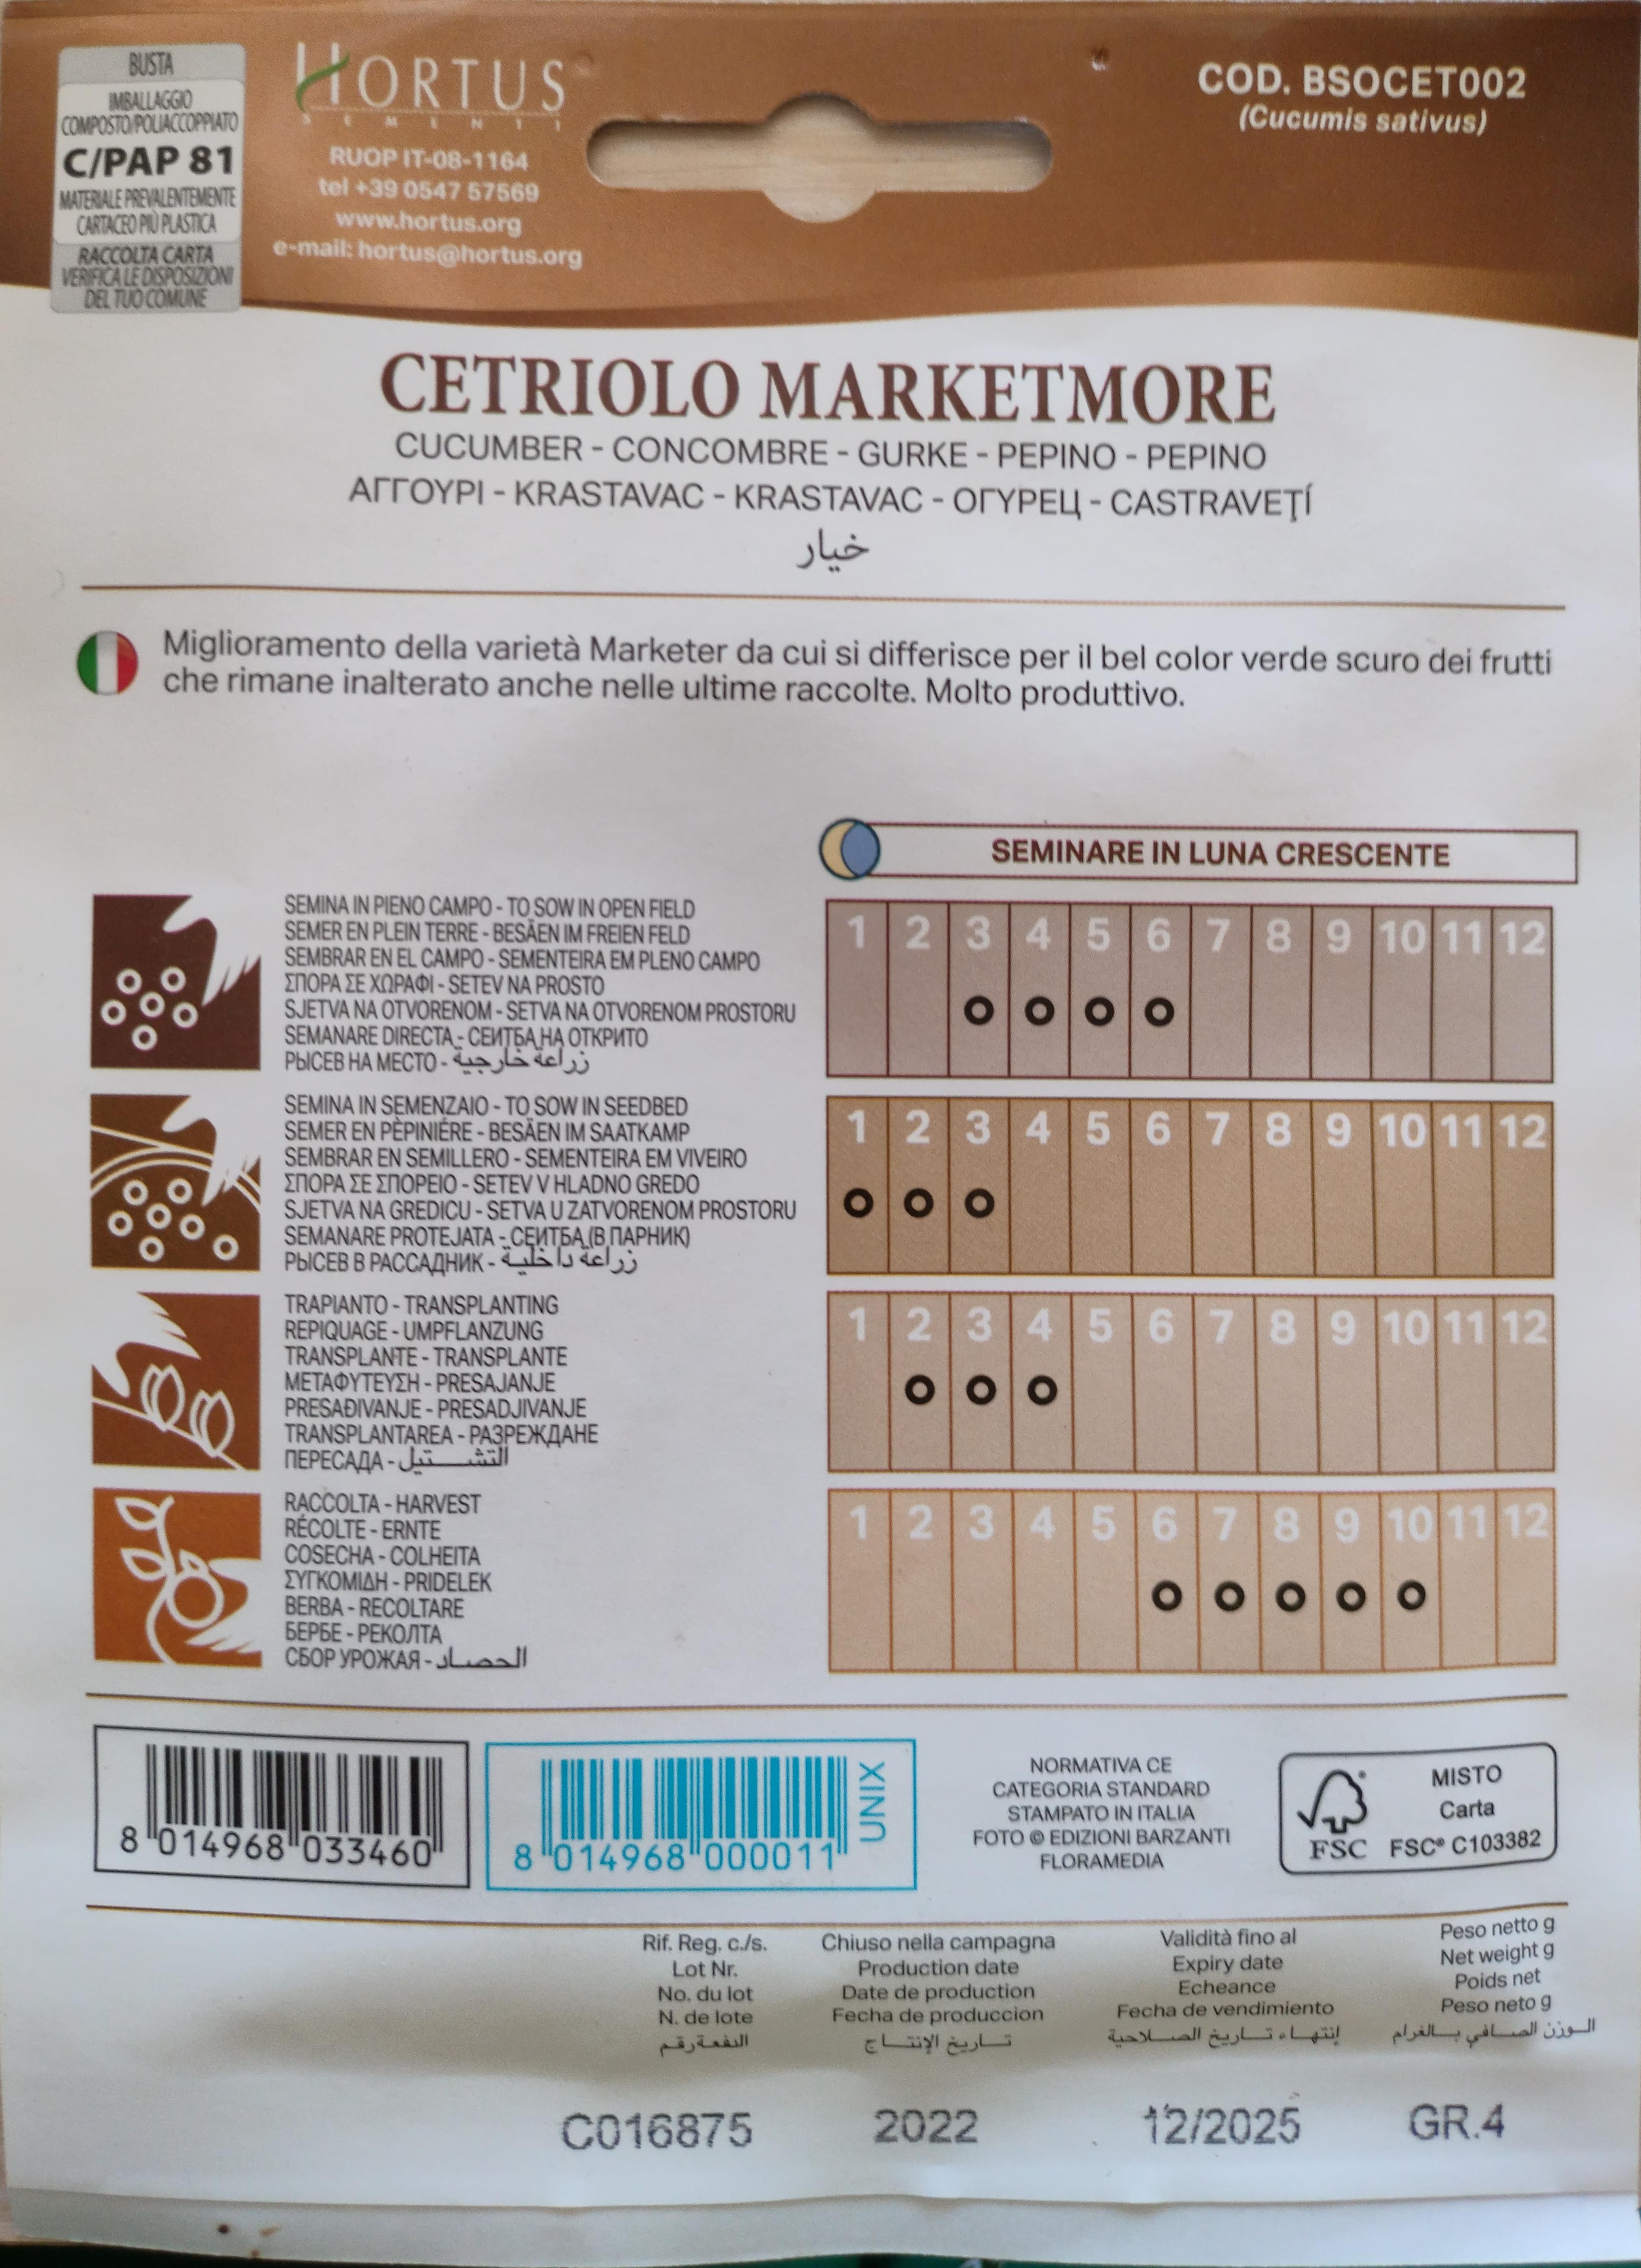 BUSTA
IMBALLAGGIO
COMPOSTO/POLIACCOPPIATO
C/PAP 81
MATERIALE PREVALENTEMENTE
CARTACEO PIÙ PLASTICA
RACCOLTA CARTA
VERIFICA LE DISPOSIZIONI
DEL TUO COMUNE
HORTUS
SEMENTI
RUOP IT-08-1164
tel +39 0547 57569
www.hortus.org
e-mail: hortus@hortus.org
COD. BSOCET002
(Cucumis sativus)
CETRIOLO MARKETMORE
CUCUMBER - CONCOMBRE - GURKE - PEPINO - PEPINO
ΑΓΓΟΥΡΙ - KRASTAVAC - KRASTAVAC - ОГУРЕЦ - CASTRAVEŢÍ
خيار
Miglioramento della varietà Marketer da cui si differisce per il bel color verde scuro dei frutti
che rimane inalterato anche nelle ultime raccolte. Molto produttivo.
SEMINARE IN LUNA CRESCENTE
SEMINA IN PIENO CAMPO - TO SOW IN OPEN FIELD
SEMER EN PLEIN TERRE - BESÄEN IM FREIEN FELD
SEMBRAR EN EL CAMPO - SEMENTEIRA EM PLENO CAMPO
ΣΠΟΡΑ ΣΕ ΧΩΡΑΦΙ - SETEV NA PROSTO
SJETVA NA OTVORENOM - SETVA NA OTVORENOM PROSTORU
SEMANARE DIRECTA - СЕИТБА НА ОТКРИТО
РЫСЕВ НА МЕСТО - زراعة خارجية
1 2 3 4 5 6 7 8 9 10 11 12
SEMINA IN SEMENZAIO - TO SOW IN SEEDBED
SEMER EN PÈPINIÉRE - BESÄEN IM SAATKAMP
SEMBRAR EN SEMILLERO - SEMENTEIRA EM VIVEIRO
ΣΠΟΡΑ ΣΕ ΣΠΟΡΕΙΟ - SETEV V HLADNO GREDO
SJETVA NA GREDICU - SETVA U ZATVORENOM PROSTORU
SEMANARE PROTEJATA - СЕИТБА (В ПАРНИК)
РЫСЕВ В РАССАДНИК - زراعة داخلية
1 2 3 4 5 6 7 8 9 10 11 12
TRAPIANTO - TRANSPLANTING
REPIQUAGE - UMPFLANZUNG
TRANSPLANTE - TRANSPLANTE
ΜΕΤΑΦΥΤΕΥΣΗ - PRESAJANJE
PRESAĐIVANJE - PRESADJIVANJE
TRANSPLANTAREA - РАЗРЕЖДАНЕ
ПЕРЕСАДА - التشــتيل
1 2 3 4 5 6 7 8 9 10 11 12
RACCOLTA - HARVEST
RÉCOLTE - ERNTE
COSECHA - COLHEITA
ΣΥΓΚΟΜΙΔΗ - PRIDELEK
BERBA - RECOLTARE
БЕРБЕ - РЕКОЛТА
СБОР УРОЖАЯ - الحصاد
1 2 3 4 5 6 7 8 9 10 11 12
8 014968 033460
8 014968 000011
UNIX
NORMATIVA CE
CATEGORIA STANDARD
STAMPATO IN ITALIA
FOTO © EDIZIONI BARZANTI
FLORAMEDIA
FSC
MISTO
Carta
FSC® C103382
Rif. Reg. c./s.
Lot Nr.
No. du lot
N. de lote
الدفعة رقم
C016875
Chiuso nella campagna
Production date
Date de production
Fecha de produccion
تاريخ الإنتاج
2022
Validità fino al
Expiry date
Echeance
Fecha de vendimiento
إنتهاء تاريخ الصلاحية
12/2025
Peso netto g
Net weight g
Poids net
Peso neto g
الوزن الصافي بالغرام
GR.4